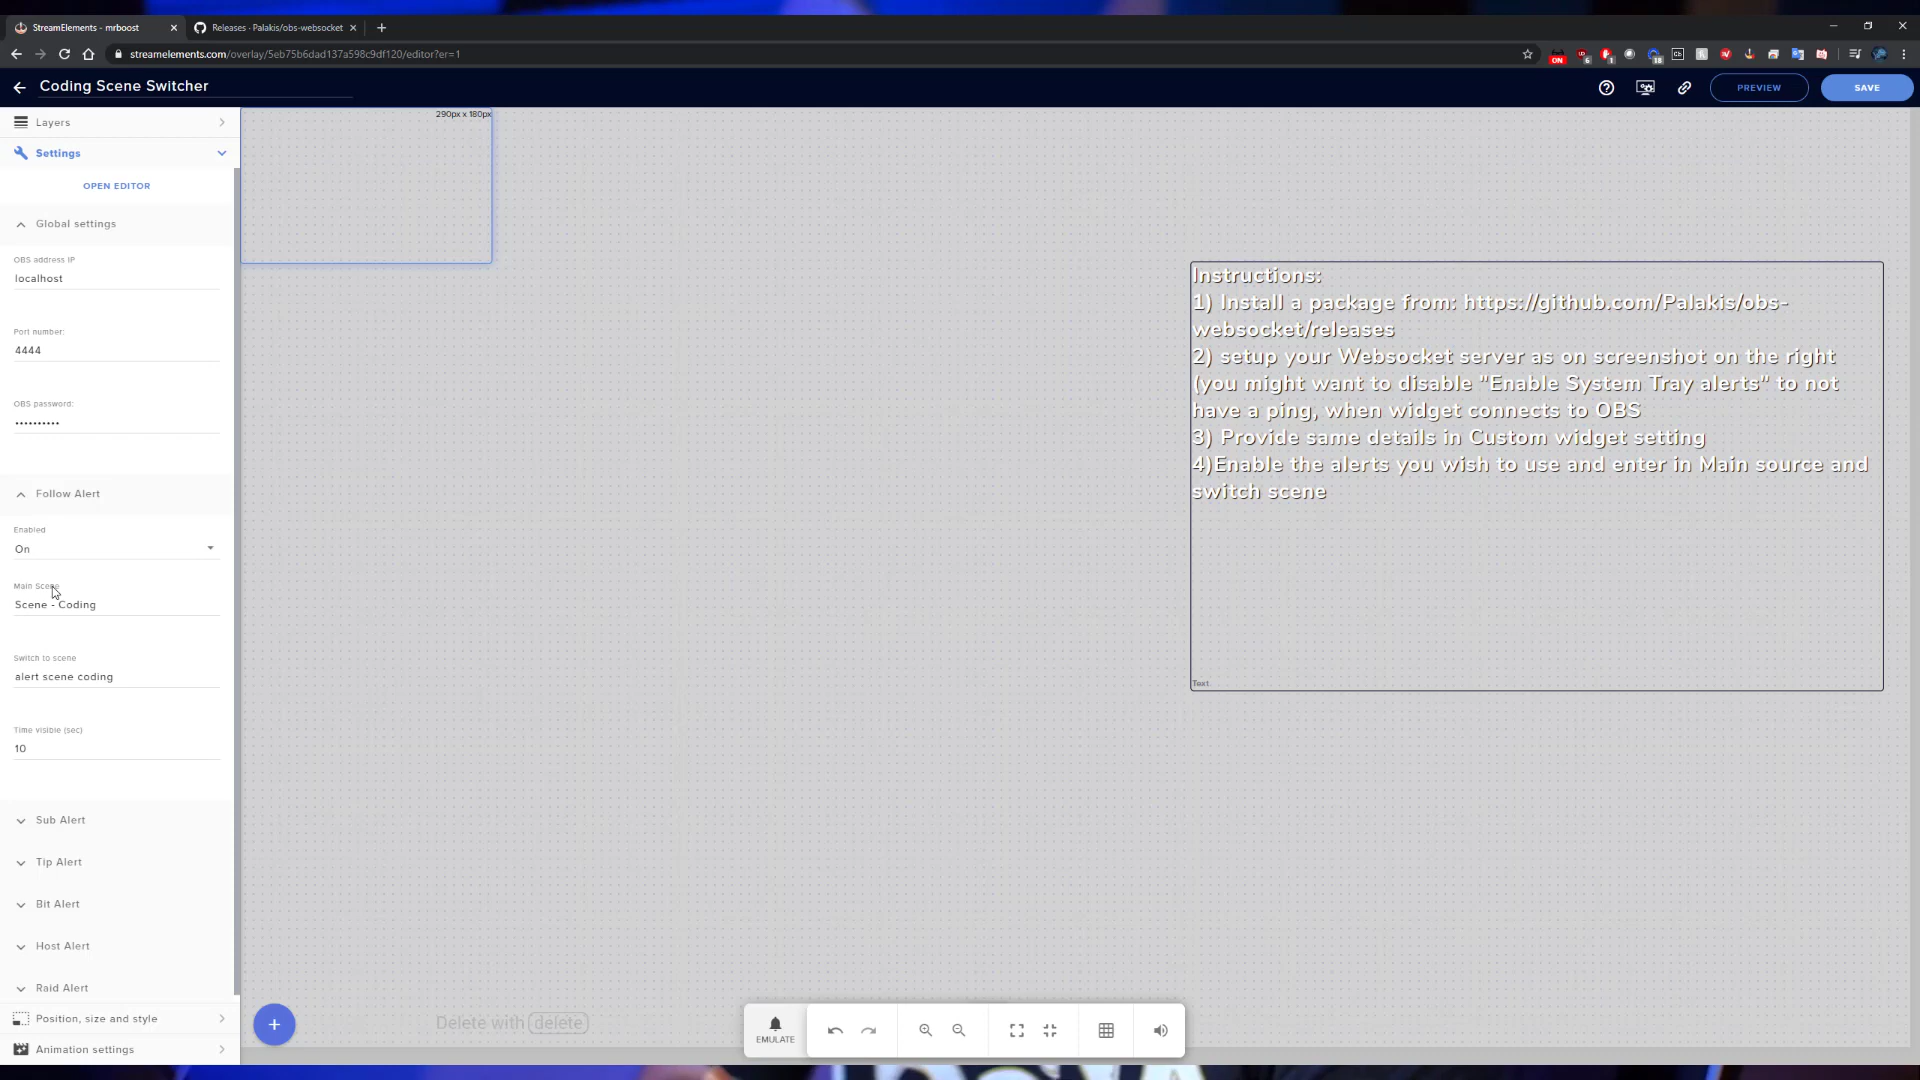 StreamElements - mrboost
Releases · Palakis/obs-websocket
streamelements.com/overlay/5eb75b6dad137a598c9df120/editor?er=1
Coding Scene Switcher
PREVIEW
SAVE
Layers
Settings
OPEN EDITOR
Global settings
OBS address IP
localhost
Port number:
4444
OBS password:
••••••••••
Follow Alert
Enabled
On
Main Scene
Scene - Coding
Switch to scene
alert scene coding
Time visible (sec)
10
Sub Alert
Tip Alert
Bit Alert
Host Alert
Raid Alert
Position, size and style
Animation settings
290px x 180px
Instructions:
1) Install a package from: https://github.com/Palakis/obs-
websocket/releases
2) setup your Websocket server as on screenshot on the right
(you might want to disable "Enable System Tray alerts" to not
have a ping, when widget connects to OBS
3) Provide same details in Custom widget setting
4)Enable the alerts you wish to use and enter in Main source and
switch scene
Text
Delete with delete
EMULATE